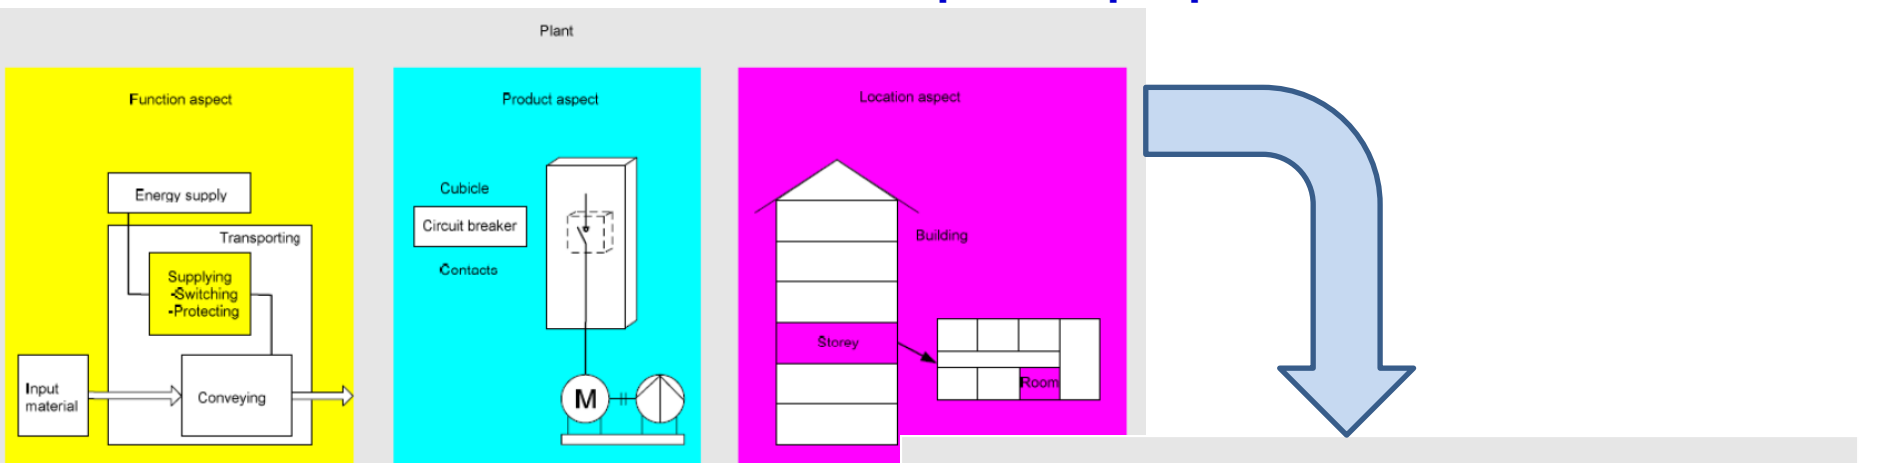 Plant
Function aspect
Energy supply
Transporting
Supplying
-Switching
-Protecting
Input
material
Conveying
Product aspect
Cubicle
Circuit breaker
Contacts
M
Location aspect
Building
Storey
Room